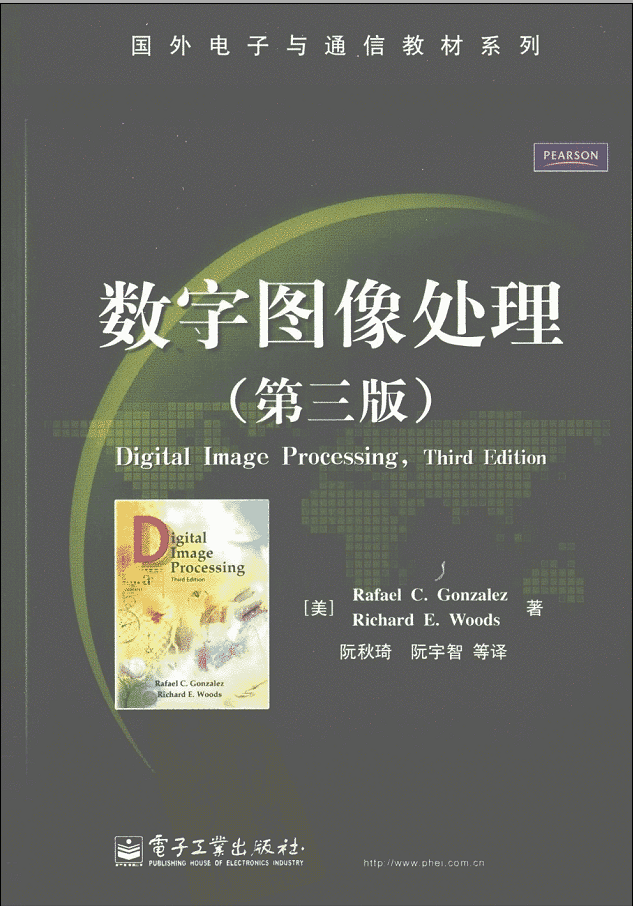 国外电子与通信教材系列
PEARSON
数字图像处理
（第三版）
Digital Image Processing, Third Edition
Digital
Image
Processing
Third Edition
Rafael C. Gonzalez
Richard E. Woods
[美] Rafael C. Gonzalez
Richard E. Woods 著
阮秋琦 阮宇智 等译
PHEI
电子工業出版社.
PUBLISHING HOUSE OF ELECTRONICS INDUSTRY
http://www.phei.com.cn